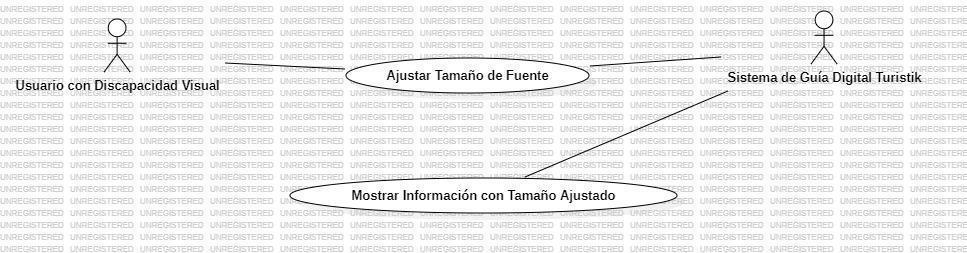 Usuario con Discapacidad Visual
Ajustar Tamaño de Fuente
Sistema de Guía Digital Turistik
Mostrar Información con Tamaño Ajustado
UNREGISTERED